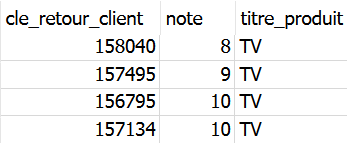 cle_retour_client note titre_produit
158040 8 TV
157495 9 TV
156795 10 TV
157134 10 TV